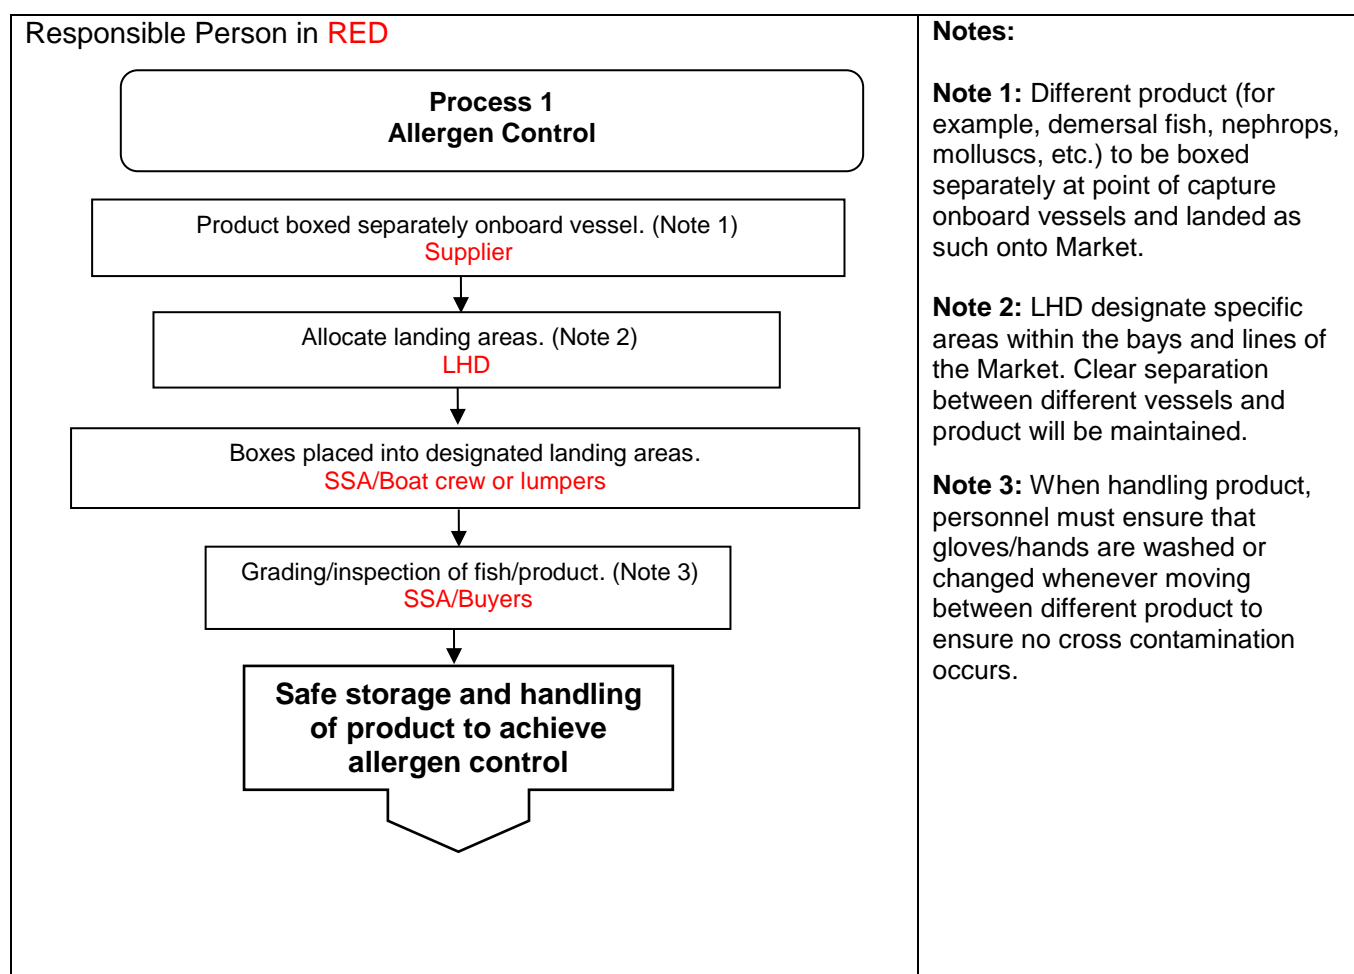 Responsible Person in RED
Process 1
Allergen Control
Product boxed separately onboard vessel. (Note 1)
Supplier
Allocate landing areas. (Note 2)
LHD
Boxes placed into designated landing areas.
SSA/Boat crew or lumpers
Grading/inspection of fish/product. (Note 3)
SSA/Buyers
Safe storage and handling
of product to achieve
allergen control
Notes:
Note 1: Different product (for
example, demersal fish, nephrops,
molluscs, etc.) to be boxed
separately at point of capture
onboard vessels and landed as
such onto Market.
Note 2: LHD designate specific
areas within the bays and lines of
the Market. Clear separation
between different vessels and
product will be maintained.
Note 3: When handling product,
personnel must ensure that
gloves/hands are washed or
changed whenever moving
between different product to
ensure no cross contamination
occurs.